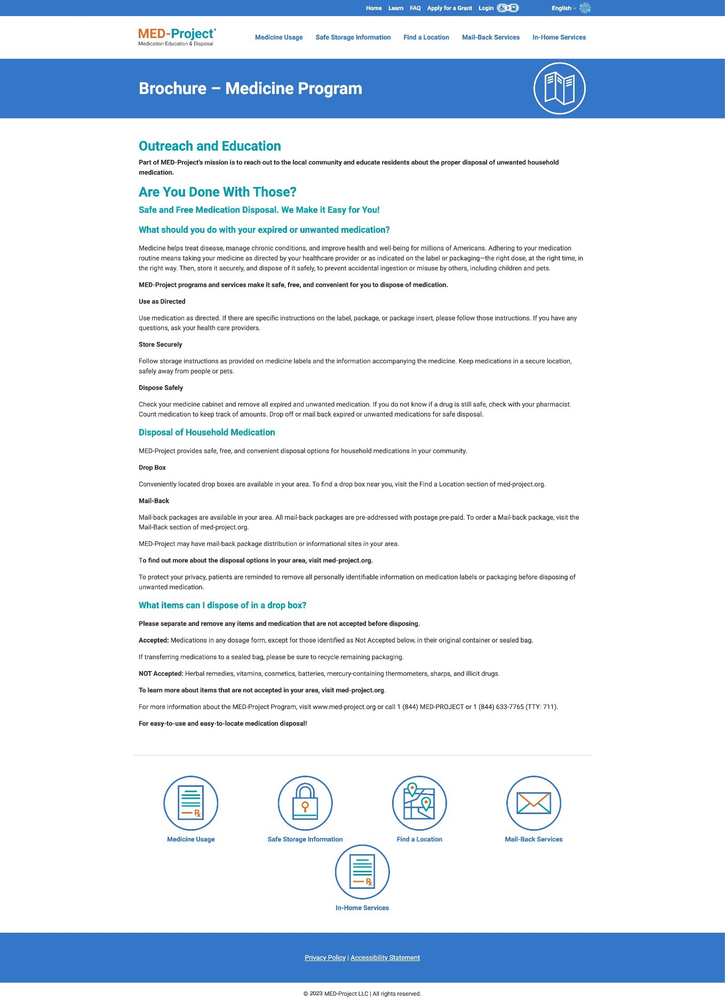 Home Learn FAQ Apply for a Grant Login English
MED-Project®
Medication Education & Disposal
Medicine Usage Safe Storage Information Find a Location Mail-Back Services In-Home Services
Brochure – Medicine Program
Outreach and Education
Part of MED-Project's mission is to reach out to the local community and educate residents about the proper disposal of unwanted household
medication.
Are You Done With Those?
Safe and Free Medication Disposal. We Make it Easy for You!
What should you do with your expired or unwanted medication?
Medicine helps treat disease, manage chronic conditions, and improve health and well-being for millions of Americans. Adhering to your medication
routine means taking your medicine as directed by your healthcare provider or as indicated on the label or packaging—the right dose, at the right time, in
the right way. Then, store it securely, and dispose of it safely, to prevent accidental ingestion or misuse by others, including children and pets.
MED-Project programs and services make it safe, free, and convenient for you to dispose of medication.
Use as Directed
Use medication as directed. If there are specific instructions on the label, package, or package insert, please follow those instructions. If you have any
questions, ask your health care providers.
Store Securely
Follow storage instructions as provided on medicine labels and the information accompanying the medicine. Keep medications in a secure location,
safely away from people or pets.
Dispose Safely
Check your medicine cabinet and remove all expired and unwanted medication. If you do not know if a drug is still safe, check with your pharmacist.
Count medication to keep track of amounts. Drop off or mail back expired or unwanted medications for safe disposal.
Disposal of Household Medication
MED-Project provides safe, free, and convenient disposal options for household medications in your community.
Drop Box
Conveniently located drop boxes are available in your area. To find a drop box near you, visit the Find a Location section of med-project.org.
Mail-Back
Mail-back packages are available in your area. All mail-back packages are pre-addressed with postage pre-paid. To order a Mail-back package, visit the
Mail-Back section of med-project.org.
MED-Project may have mail-back package distribution or informational sites in your area.
To find out more about the disposal options in your area, visit med-project.org.
To protect your privacy, patients are reminded to remove all personally identifiable information on medication labels or packaging before disposing of
unwanted medication.
What items can I dispose of in a drop box?
Please separate and remove any items and medication that are not accepted before disposing.
Accepted: Medications in any dosage form, except for those identified as Not Accepted below, in their original container or sealed bag.
If transferring medications to a sealed bag, please be sure to recycle remaining packaging.
NOT Accepted: Herbal remedies, vitamins, cosmetics, batteries, mercury-containing thermometers, sharps, and illicit drugs.
To learn more about items that are not accepted in your area, visit med-project.org.
For more information about the MED-Project Program, visit www.med-project.org or call 1 (844) MED-PROJECT or 1 (844) 633-7765 (TTY: 711).
For easy-to-use and easy-to-locate medication disposal!
Rx
Medicine Usage Safe Storage Information Find a Location Mail-Back Services
Rx
In-Home Services
Privacy Policy | Accessibility Statement
© 2023 MED-Project LLC | All rights reserved.